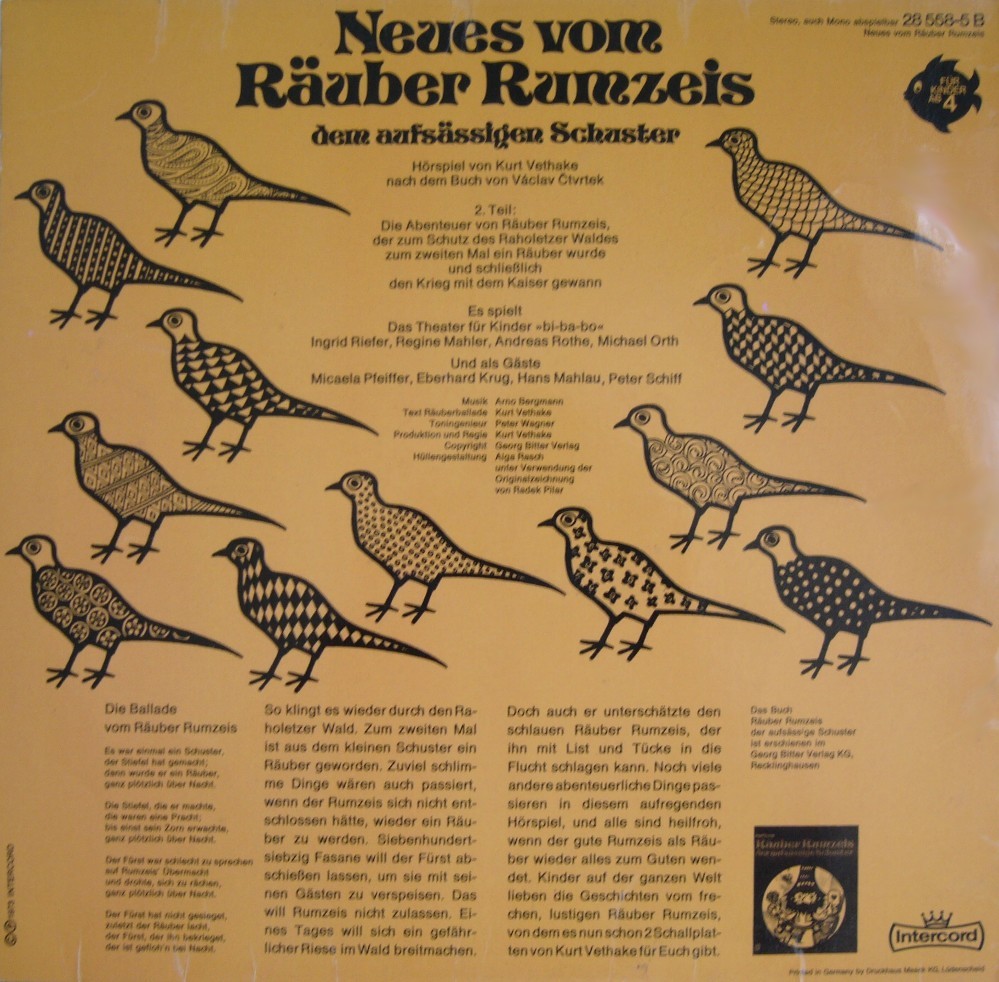 Neues vom
Räuber Rumzeis
dem aufsässigen Schuster
Stereo, auch Mono abspielbar 28 558-5 B
Neues vom Räuber Rumzeis
FÜR
KINDER
AB 4
Hörspiel von Kurt Vethake
nach dem Buch von Václav Čtvrtek
2. Teil:
Die Abenteuer von Räuber Rumzeis,
der zum Schutz des Raholetzer Waldes
zum zweiten Mal ein Räuber wurde
und schließlich
den Krieg mit dem Kaiser gewann
Es spielt
Das Theater für Kinder »bi-ba-bo«
Ingrid Riefer, Regine Mahler, Andreas Rothe, Michael Orth
Und als Gäste
Micaela Pfeiffer, Eberhard Krug, Hans Mahlau, Peter Schiff
Musik Arno Bergmann
Text Räuberballade Kurt Vethake
Toningenieur Peter Wagner
Produktion und Regie Kurt Vethake
Copyright Georg Bitter Verlag
Hüllengestaltung Aiga Rasch
unter Verwendung der
Originalzeichnung
von Radek Pilar
Die Ballade
vom Räuber Rumzeis
Es war einmal ein Schuster,
der Stiefel hat gemacht;
dann wurde er ein Räuber,
ganz plötzlich über Nacht.
Die Stiefel, die er machte,
die waren eine Pracht;
bis einst sein Zorn erwachte,
ganz plötzlich über Nacht.
Der Fürst war schlecht zu sprechen
auf Rumzeis' Übermacht
und drohte, sich zu rächen,
ganz plötzlich über Nacht.
Der Fürst hat nicht gesieget,
zuletzt der Räuber lacht,
der Fürst, der ihn bekrieget,
der ist gefloh'n bei Nacht.
So klingt es wieder durch den Ra-
holetzer Wald. Zum zweiten Mal
ist aus dem kleinen Schuster ein
Räuber geworden. Zuviel schlim-
me Dinge wären auch passiert,
wenn der Rumzeis sich nicht ent-
schlossen hätte, wieder ein Räu-
ber zu werden. Siebenhundert-
siebzig Fasane will der Fürst ab-
schießen lassen, um sie mit sei-
nen Gästen zu verspeisen. Das
will Rumzeis nicht zulassen. Ei-
nes Tages will sich ein gefähr-
licher Riese im Wald breitmachen.
Doch auch er unterschätzte den
schlauen Räuber Rumzeis, der
ihn mit List und Tücke in die
Flucht schlagen kann. Noch viele
andere abenteuerliche Dinge pas-
sieren in diesem aufregenden
Hörspiel, und alle sind heilfroh,
wenn der gute Rumzeis als Räu-
ber wieder alles zum Guten wen-
det. Kinder auf der ganzen Welt
lieben die Geschichten vom fre-
chen, lustigen Räuber Rumzeis,
von dem es nun schon 2 Schallplat-
ten von Kurt Vethake für Euch gibt.
Das Buch
Räuber Rumzeis
der aufsässige Schuster
ist erschienen im
Georg Bitter Verlag KG,
Recklinghausen
Räuber Rumzeis
der aufsässige Schuster
Intercord
© ℗ 1973 INTERCORD
Printed in Germany by Druckhaus Maack KG, Lüdenscheid